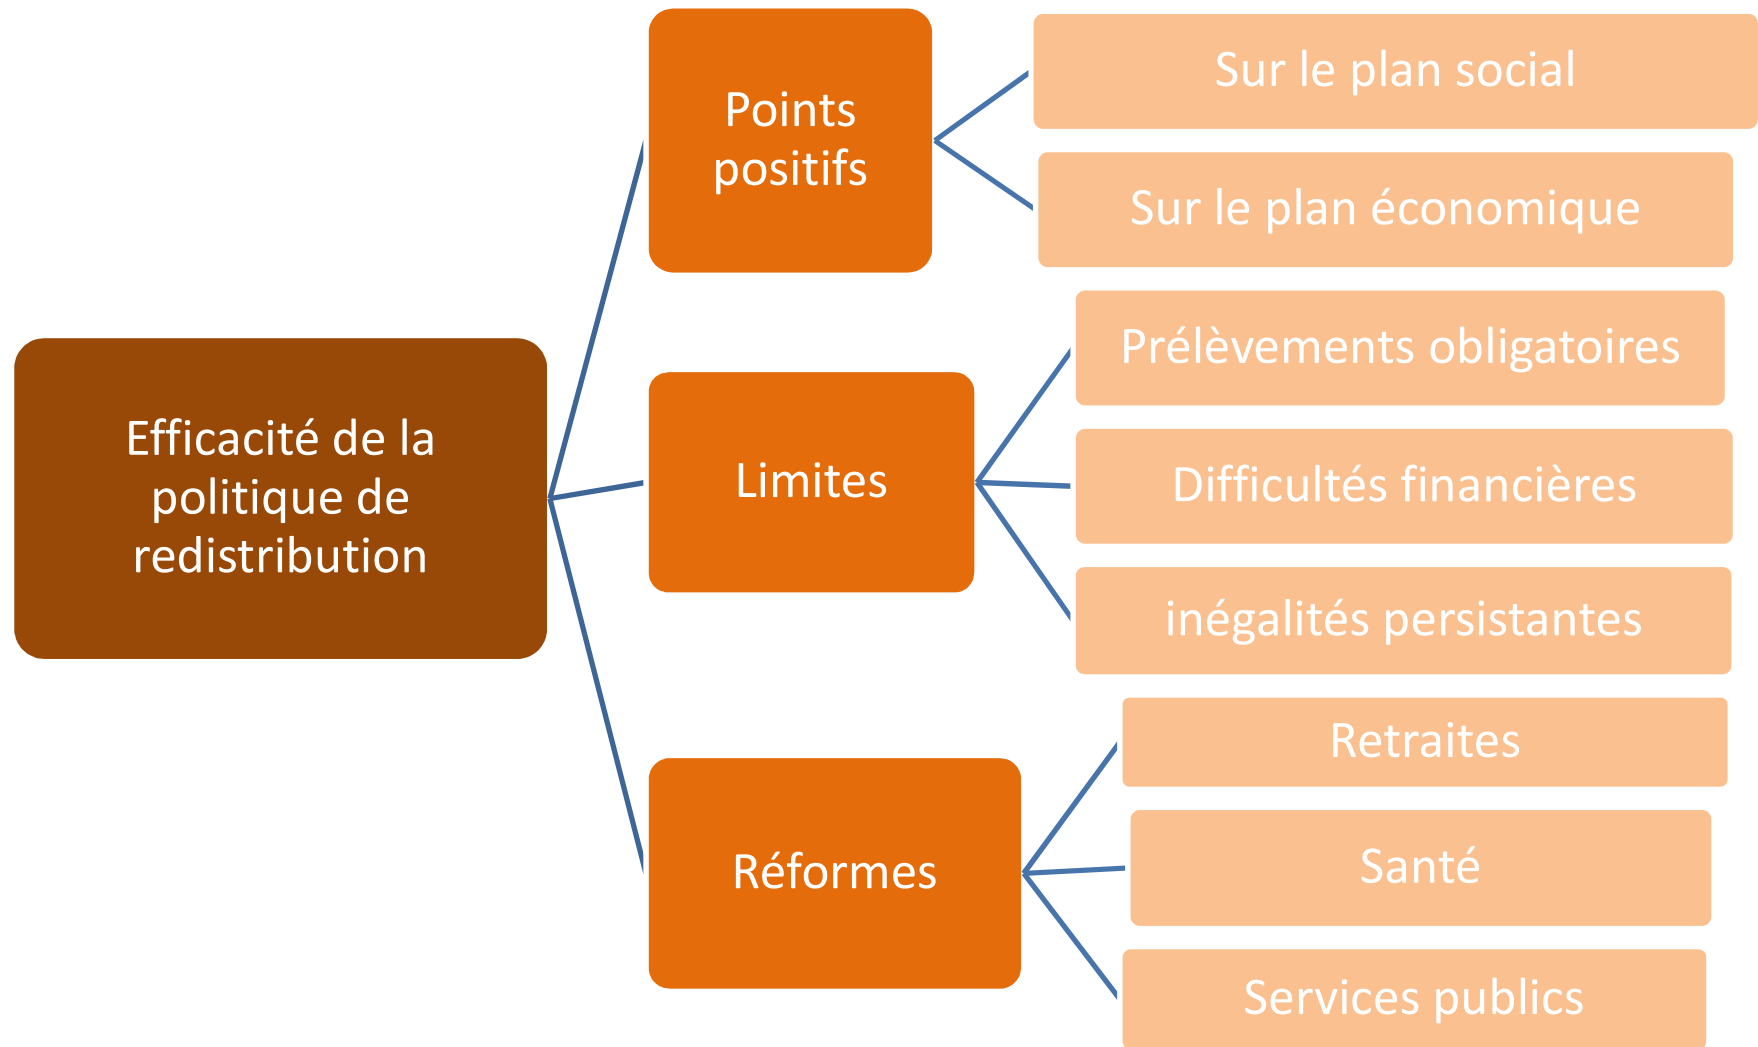 Efficacité de la
politique de
redistribution
Points
positifs
Sur le plan social
Sur le plan économique
Limites
Prélèvements obligatoires
Difficultés financières
inégalités persistantes
Réformes
Retraites
Santé
Services publics